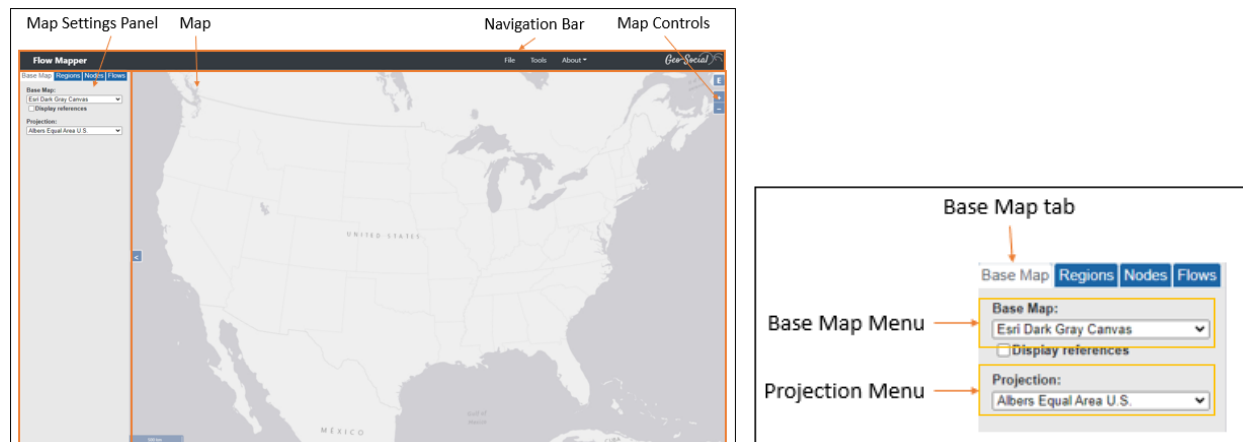 Map Settings Panel Map Navigation Bar Map Controls
Flow Mapper File Tools About Geo-Social
Base Map Regions Nodes Flows
E
Base Map:
Esri Dark Gray Canvas
+
Display references
-
Projection:
Albers Equal Area U.S.
UNITED STATES
<
Gulf of
Mexico
MEXICO
Base Map tab
Base Map Regions Nodes Flows
Base Map:
Base Map Menu
Esri Dark Gray Canvas
Display references
Projection:
Projection Menu
Albers Equal Area U.S.